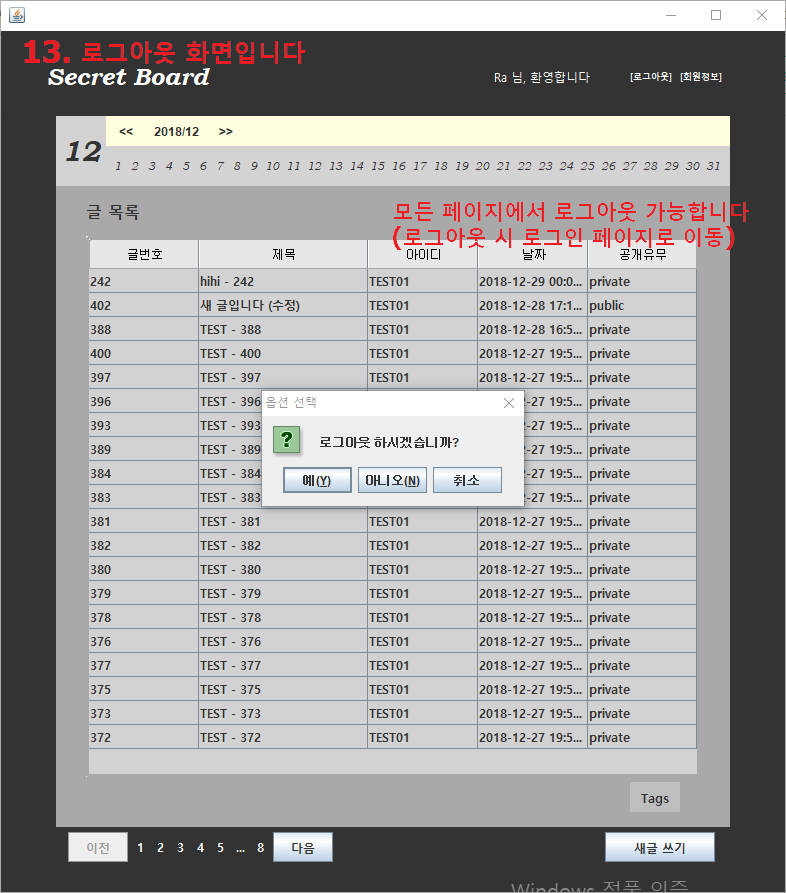 13. 로그아웃 화면입니다
Secret Board
Ra 님, 환영합니다 [로그아웃] [회원정보]
12
<< 2018/12 >>
1 2 3 4 5 6 7 8 9 10 11 12 13 14 15 16 17 18 19 20 21 22 23 24 25 26 27 28 29 30 31
글 목록
모든 페이지에서 로그아웃 가능합니다
(로그아웃 시 로그인 페이지로 이동)
글번호 제목 아이디 날짜 공개유무
242 hihi - 242 TEST01 2018-12-29 00:0... private
402 새 글입니다 (수정) TEST01 2018-12-28 17:1... public
388 TEST - 388 TEST01 2018-12-28 16:5... private
400 TEST - 400 TEST01 2018-12-27 19:5... private
397 TEST - 397 TEST01 2018-12-27 19:5... private
396 TEST - 396 -27 19:5... private
393 TEST - 393 -27 19:5... private
389 TEST - 389 -27 19:5... private
384 TEST - 384 -27 19:5... private
383 TEST - 383 -27 19:5... private
옵션 선택
로그아웃 하시겠습니까?
예(Y) 아니오(N) 취소
381 TEST - 381 TEST01 2018-12-27 19:5... private
382 TEST - 382 TEST01 2018-12-27 19:5... private
380 TEST - 380 TEST01 2018-12-27 19:5... private
379 TEST - 379 TEST01 2018-12-27 19:5... private
378 TEST - 378 TEST01 2018-12-27 19:5... private
376 TEST - 376 TEST01 2018-12-27 19:5... private
377 TEST - 377 TEST01 2018-12-27 19:5... private
375 TEST - 375 TEST01 2018-12-27 19:5... private
373 TEST - 373 TEST01 2018-12-27 19:5... private
372 TEST - 372 TEST01 2018-12-27 19:5... private
Tags
이전 1 2 3 4 5 ... 8 다음 새글 쓰기
Windows 정품 인증